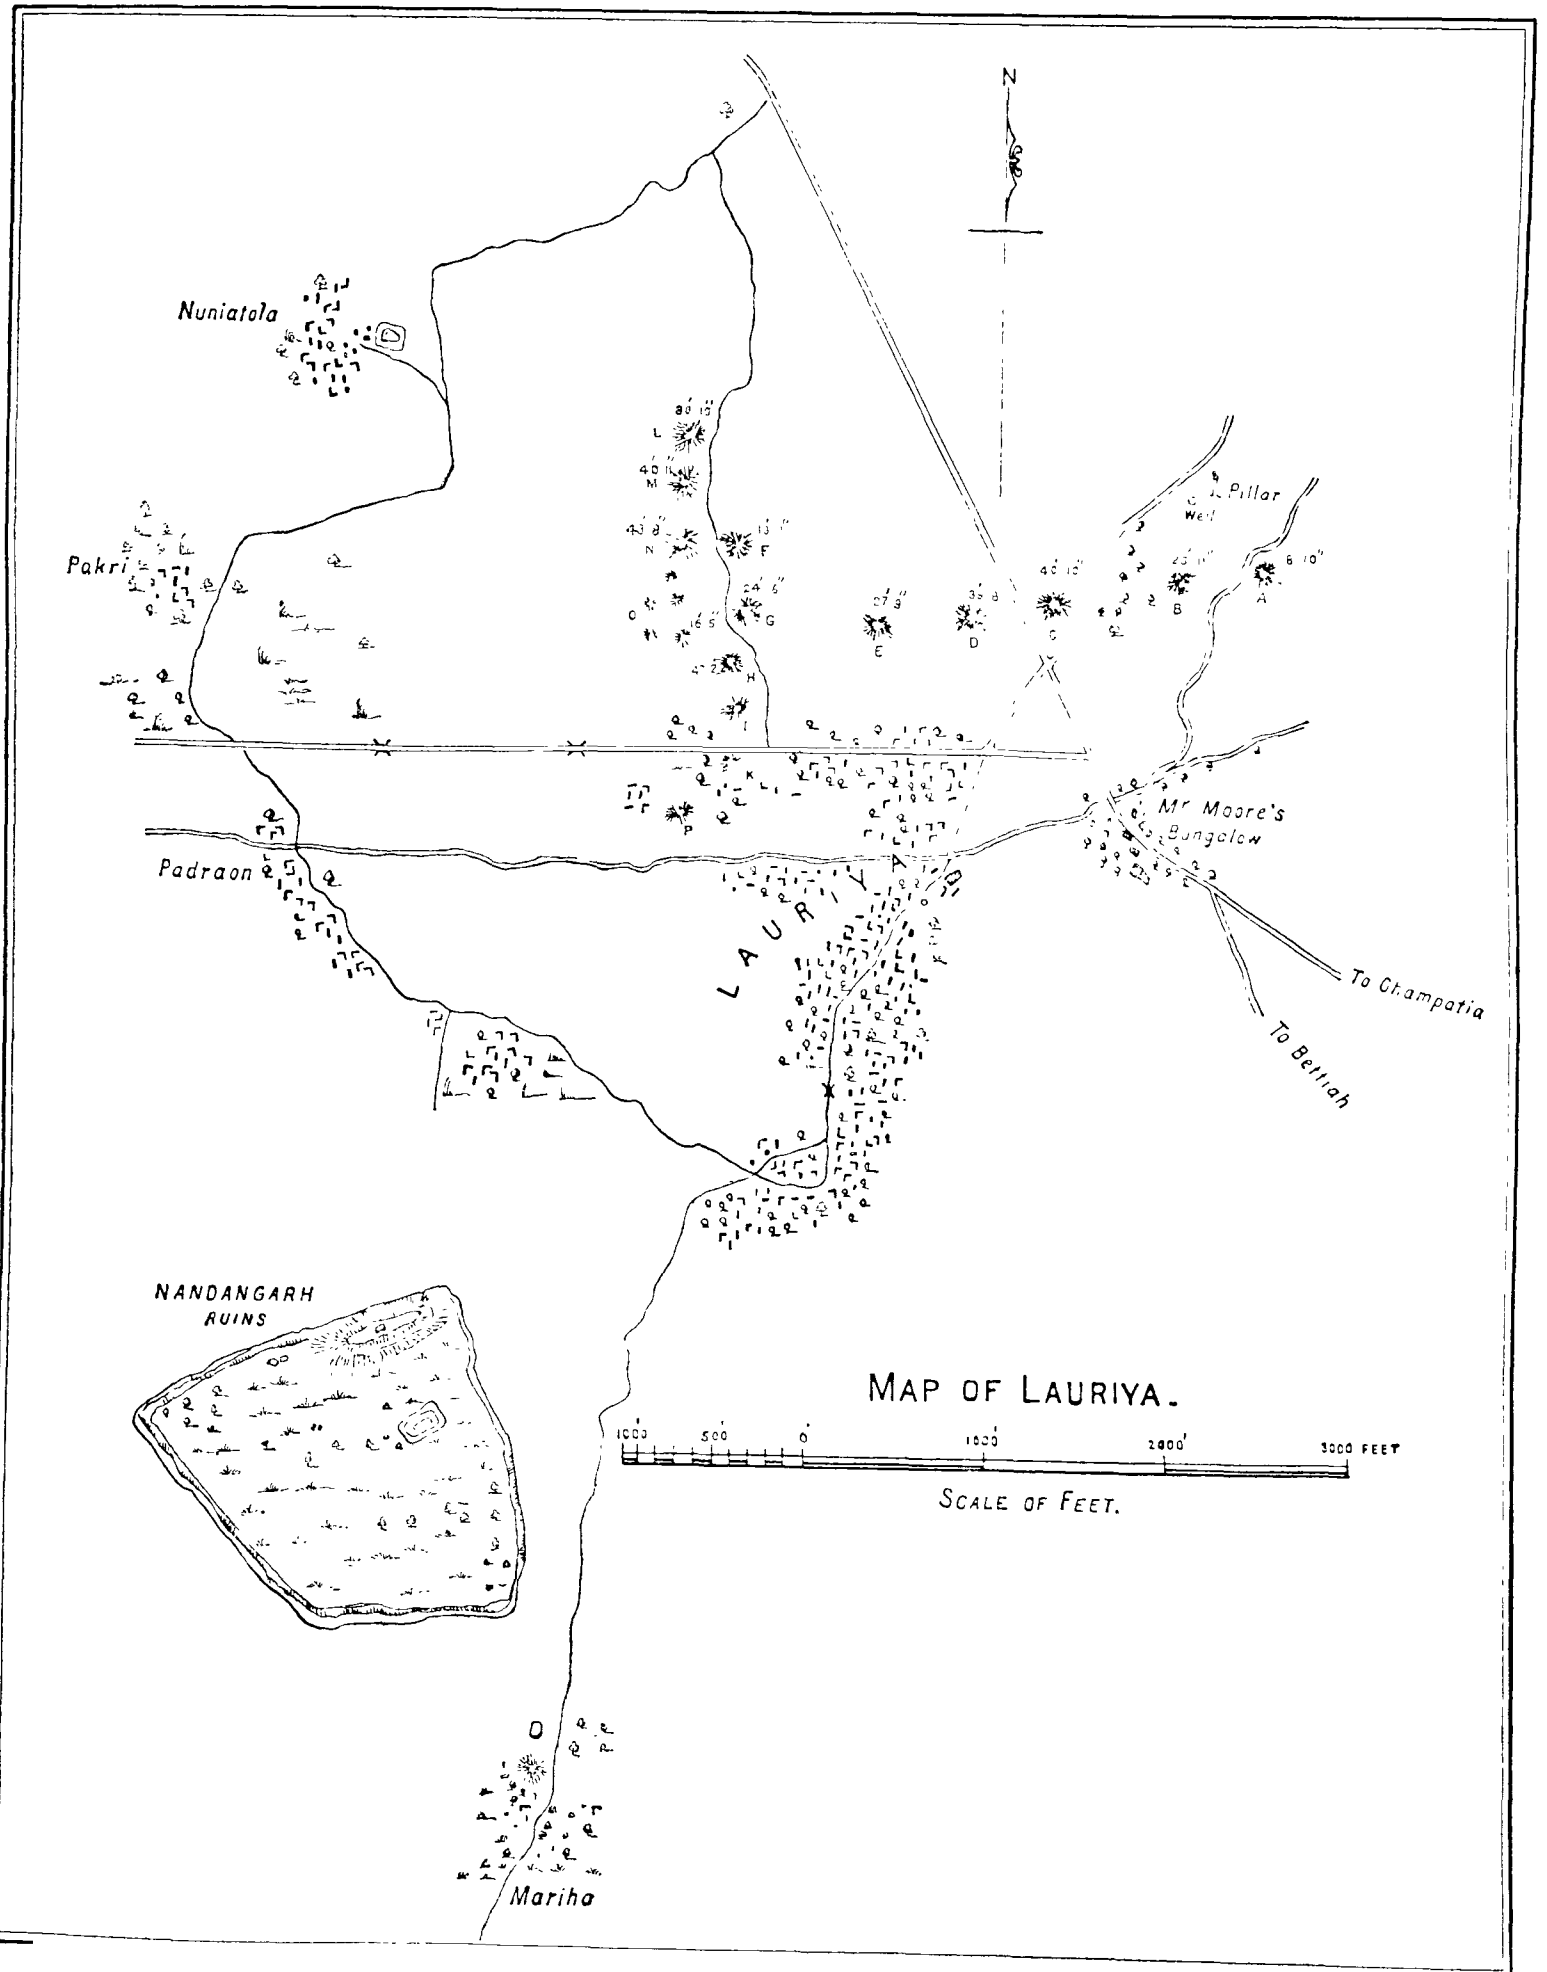 N
Nuniatola
L
M
Pillar
Well
Pakri
N
F
A
B
C
D
E
G
O
H
I
K
P
Mr Moore's
Bungalow
Padraon
LAURIYA
To Champatia
To Bettiah
NANDANGARH
RUINS
MAP OF LAURIYA.
1000 500' 0' 1000 2000' 3000 FEET
SCALE OF FEET.
Mariha